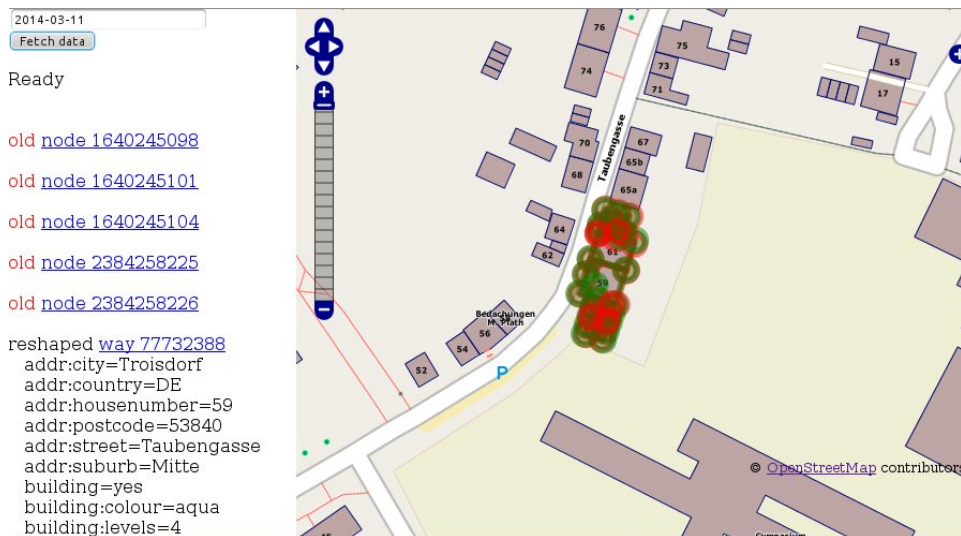 2014-03-11
Fetch data
Ready
old node 1640245098
old node 1640245101
old node 1640245104
old node 2384258225
old node 2384258226
reshaped way 77732388
addr:city=Troisdorf
addr:country=DE
addr:housenumber=59
addr:postcode=53840
addr:street=Taubengasse
addr:suburb=Mitte
building=yes
building:colour=aqua
building:levels=4
76
74
75
73
71
15
17
Taubengasse
70
68
67
65b
65a
64
62
61
59
Bedachungen
M. Plath
56
54
52
P
© OpenStreetMap contributors